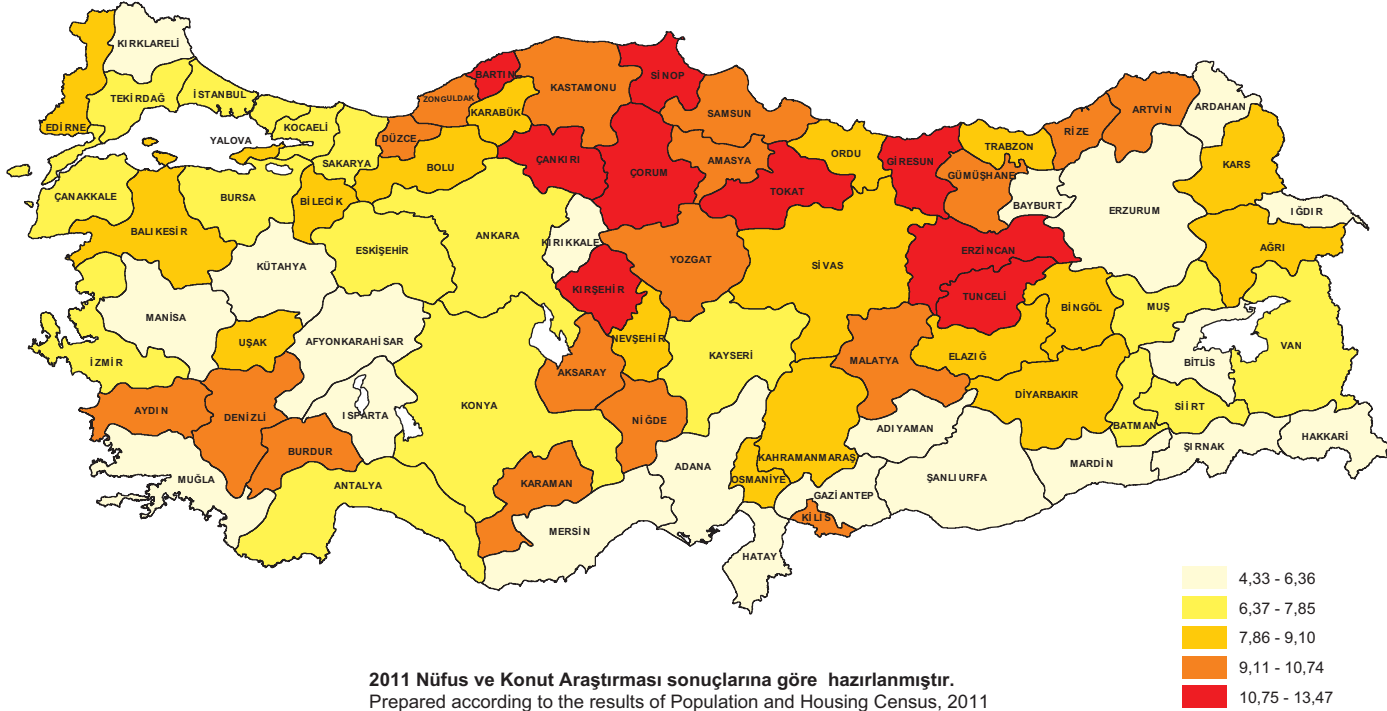 KIRKLARELİ
TEKİRDAĞ
İSTANBUL
EDİRNE
KOCAELİ
YALOVA
SAKARYA
DÜZCE
ZONGULDAK
BARTIN
KARABÜK
KASTAMONU
SİNOP
SAMSUN
ORDU
GİRESUN
TRABZON
RİZE
ARTVİN
ARDAHAN
BOLU
ÇANKIRI
ÇORUM
AMASYA
TOKAT
GÜMÜŞHANE
BAYBURT
ERZURUM
KARS
IĞDIR
ÇANAKKALE
BURSA
BİLECİK
BALIKESİR
ESKİŞEHİR
ANKARA
KIRIKKALE
YOZGAT
SİVAS
ERZİNCAN
AĞRI
KÜTAHYA
KIRŞEHİR
TUNCELİ
BİNGÖL
MUŞ
MANİSA
UŞAK
AFYONKARAHİSAR
NEVŞEHİR
KAYSERİ
MALATYA
ELAZIĞ
BİTLİS
VAN
İZMİR
AKSARAY
DİYARBAKIR
SİİRT
BATMAN
AYDIN
DENİZLİ
ISPARTA
KONYA
NİĞDE
ADIYAMAN
HAKKARİ
ŞIRNAK
BURDUR
KAHRAMANMARAŞ
MARDİN
MUĞLA
ANTALYA
KARAMAN
ADANA
OSMANİYE
GAZİANTEP
ŞANLIURFA
KİLİS
MERSİN
HATAY
4,33 - 6,36
6,37 - 7,85
7,86 - 9,10
9,11 - 10,74
10,75 - 13,47
2011 Nüfus ve Konut Araştırması sonuçlarına göre hazırlanmıştır.
Prepared according to the results of Population and Housing Census, 2011